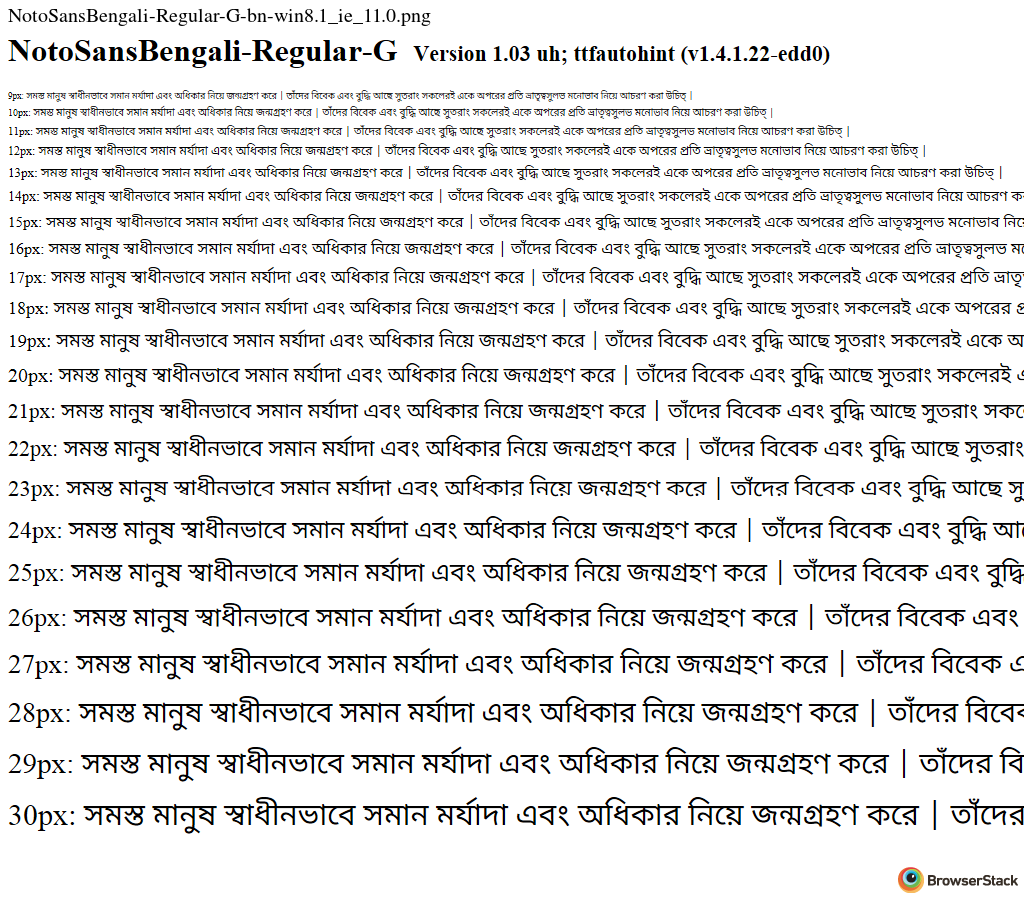 NotoSansBengali-Regular-G-bn-win8.1_ie_11.0.png
NotoSansBengali-Regular-G Version 1.03 uh; ttfautohint (v1.4.1.22-edd0)
9px: সমস্ত মানুষ স্বাধীনভাবে সমান মর্যাদা এবং অধিকার নিয়ে জন্মগ্রহণ করে | তাঁদের বিবেক এবং বুদ্ধি আছে সুতরাং সকলেরই একে অপরের প্রতি ভ্রাতৃত্বসুলভ মনোভাব নিয়ে আচরণ করা উচিত্ |
10px: সমস্ত মানুষ স্বাধীনভাবে সমান মর্যাদা এবং অধিকার নিয়ে জন্মগ্রহণ করে | তাঁদের বিবেক এবং বুদ্ধি আছে সুতরাং সকলেরই একে অপরের প্রতি ভ্রাতৃত্বসুলভ মনোভাব নিয়ে আচরণ করা উচিত্ |
11px: সমস্ত মানুষ স্বাধীনভাবে সমান মর্যাদা এবং অধিকার নিয়ে জন্মগ্রহণ করে | তাঁদের বিবেক এবং বুদ্ধি আছে সুতরাং সকলেরই একে অপরের প্রতি ভ্রাতৃত্বসুলভ মনোভাব নিয়ে আচরণ করা উচিত্ |
12px: সমস্ত মানুষ স্বাধীনভাবে সমান মর্যাদা এবং অধিকার নিয়ে জন্মগ্রহণ করে | তাঁদের বিবেক এবং বুদ্ধি আছে সুতরাং সকলেরই একে অপরের প্রতি ভ্রাতৃত্বসুলভ মনোভাব নিয়ে আচরণ করা উচিত্ |
13px: সমস্ত মানুষ স্বাধীনভাবে সমান মর্যাদা এবং অধিকার নিয়ে জন্মগ্রহণ করে | তাঁদের বিবেক এবং বুদ্ধি আছে সুতরাং সকলেরই একে অপরের প্রতি ভ্রাতৃত্বসুলভ মনোভাব নিয়ে আচরণ করা উচিত্ |
14px: সমস্ত মানুষ স্বাধীনভাবে সমান মর্যাদা এবং অধিকার নিয়ে জন্মগ্রহণ করে | তাঁদের বিবেক এবং বুদ্ধি আছে সুতরাং সকলেরই একে অপরের প্রতি ভ্রাতৃত্বসুলভ মনোভাব নিয়ে আচরণ
15px: সমস্ত মানুষ স্বাধীনভাবে সমান মর্যাদা এবং অধিকার নিয়ে জন্মগ্রহণ করে | তাঁদের বিবেক এবং বুদ্ধি আছে সুতরাং সকলেরই একে অপরের প্রতি ভ্রাতৃত্বসুলভ মনোভাব
16px: সমস্ত মানুষ স্বাধীনভাবে সমান মর্যাদা এবং অধিকার নিয়ে জন্মগ্রহণ করে | তাঁদের বিবেক এবং বুদ্ধি আছে সুতরাং সকলেরই একে অপরের প্রতি ভ্রাতৃত্বসুলভ
17px: সমস্ত মানুষ স্বাধীনভাবে সমান মর্যাদা এবং অধিকার নিয়ে জন্মগ্রহণ করে | তাঁদের বিবেক এবং বুদ্ধি আছে সুতরাং সকলেরই একে অপরের প্রতি
18px: সমস্ত মানুষ স্বাধীনভাবে সমান মর্যাদা এবং অধিকার নিয়ে জন্মগ্রহণ করে | তাঁদের বিবেক এবং বুদ্ধি আছে সুতরাং সকলেরই একে অপরের
19px: সমস্ত মানুষ স্বাধীনভাবে সমান মর্যাদা এবং অধিকার নিয়ে জন্মগ্রহণ করে | তাঁদের বিবেক এবং বুদ্ধি আছে সুতরাং সকলেরই একে
20px: সমস্ত মানুষ স্বাধীনভাবে সমান মর্যাদা এবং অধিকার নিয়ে জন্মগ্রহণ করে | তাঁদের বিবেক এবং বুদ্ধি আছে সুতরাং সকলেরই
21px: সমস্ত মানুষ স্বাধীনভাবে সমান মর্যাদা এবং অধিকার নিয়ে জন্মগ্রহণ করে | তাঁদের বিবেক এবং বুদ্ধি আছে সুতরাং
22px: সমস্ত মানুষ স্বাধীনভাবে সমান মর্যাদা এবং অধিকার নিয়ে জন্মগ্রহণ করে | তাঁদের বিবেক এবং বুদ্ধি আছে সুতরাং
23px: সমস্ত মানুষ স্বাধীনভাবে সমান মর্যাদা এবং অধিকার নিয়ে জন্মগ্রহণ করে | তাঁদের বিবেক এবং বুদ্ধি আছে সু
24px: সমস্ত মানুষ স্বাধীনভাবে সমান মর্যাদা এবং অধিকার নিয়ে জন্মগ্রহণ করে | তাঁদের বিবেক এবং বুদ্ধি
25px: সমস্ত মানুষ স্বাধীনভাবে সমান মর্যাদা এবং অধিকার নিয়ে জন্মগ্রহণ করে | তাঁদের বিবেক এবং বুদ্ধি
26px: সমস্ত মানুষ স্বাধীনভাবে সমান মর্যাদা এবং অধিকার নিয়ে জন্মগ্রহণ করে | তাঁদের বিবেক এবং
27px: সমস্ত মানুষ স্বাধীনভাবে সমান মর্যাদা এবং অধিকার নিয়ে জন্মগ্রহণ করে | তাঁদের বিবেক
28px: সমস্ত মানুষ স্বাধীনভাবে সমান মর্যাদা এবং অধিকার নিয়ে জন্মগ্রহণ করে | তাঁদের বিবেক
29px: সমস্ত মানুষ স্বাধীনভাবে সমান মর্যাদা এবং অধিকার নিয়ে জন্মগ্রহণ করে | তাঁদের বি
30px: সমস্ত মানুষ স্বাধীনভাবে সমান মর্যাদা এবং অধিকার নিয়ে জন্মগ্রহণ করে | তাঁদের
BrowserStack